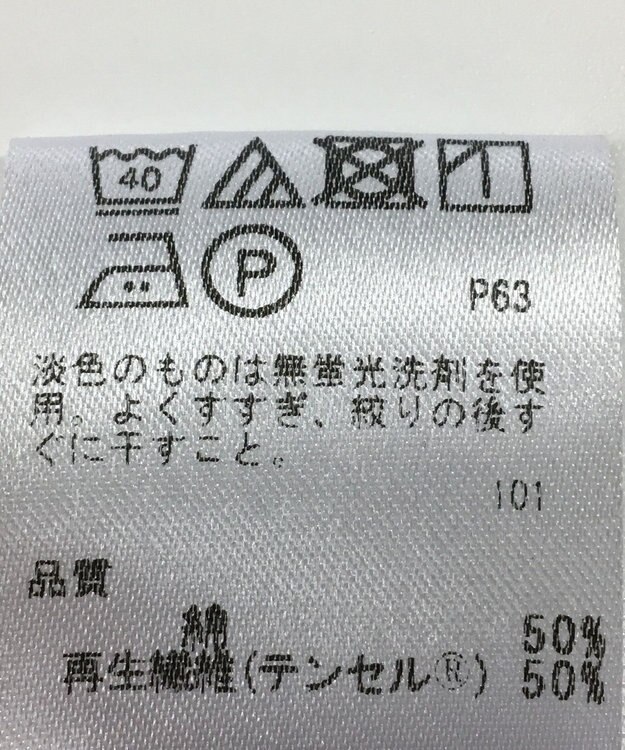 40
P
P63
淡色のものは無蛍光洗剤を使
用。よくすすぎ、絞りの後す
ぐに干すこと。
101
品質
綿 50%
再生繊維(テンセル®) 50%